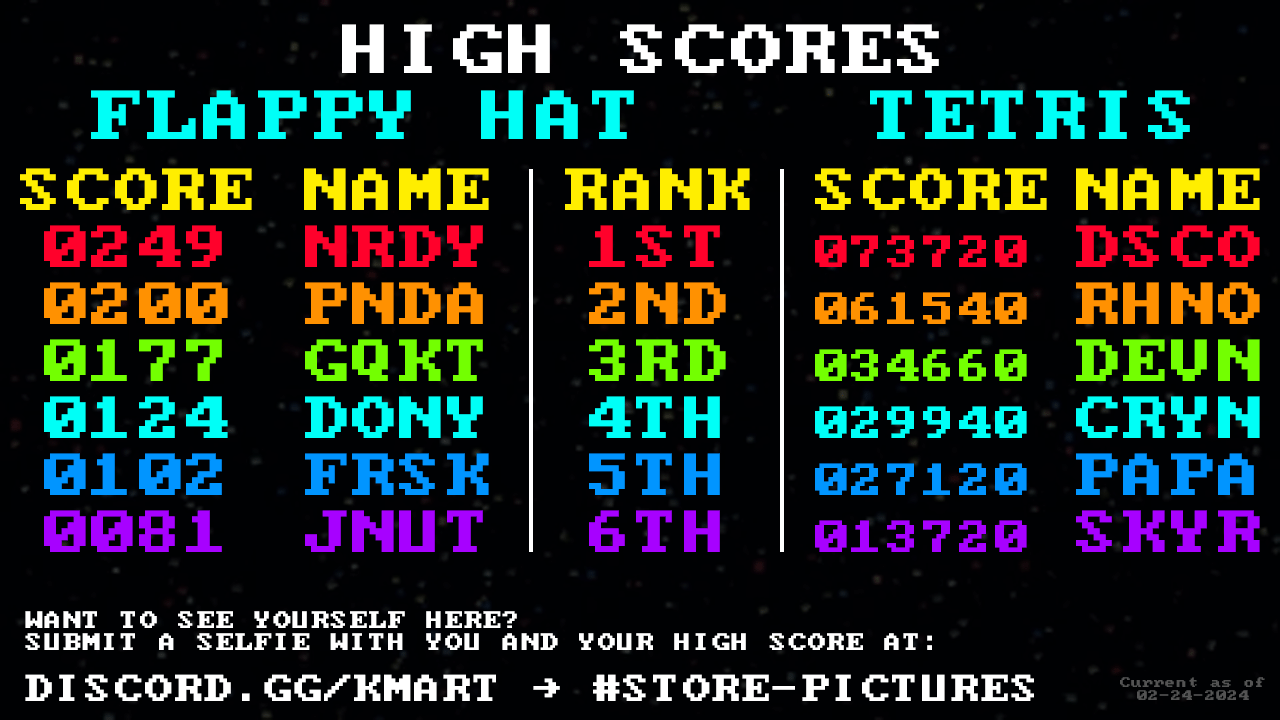 HIGH SCORES
FLAPPY HAT TETRIS
SCORE NAME RANK SCORE NAME
0249 NRDY 1ST 073720 DSCO
0200 PNDA 2ND 061540 RHNO
0177 GQKT 3RD 034660 DEVN
0124 DONY 4TH 029940 CRYN
0102 FRSK 5TH 027120 PAPA
0081 JNUT 6TH 013720 SKYR
WANT TO SEE YOURSELF HERE?
SUBMIT A SELFIE WITH YOU AND YOUR HIGH SCORE AT:
DISCORD.GG/KMART → #STORE-PICTURES
Current as of
02-24-2024